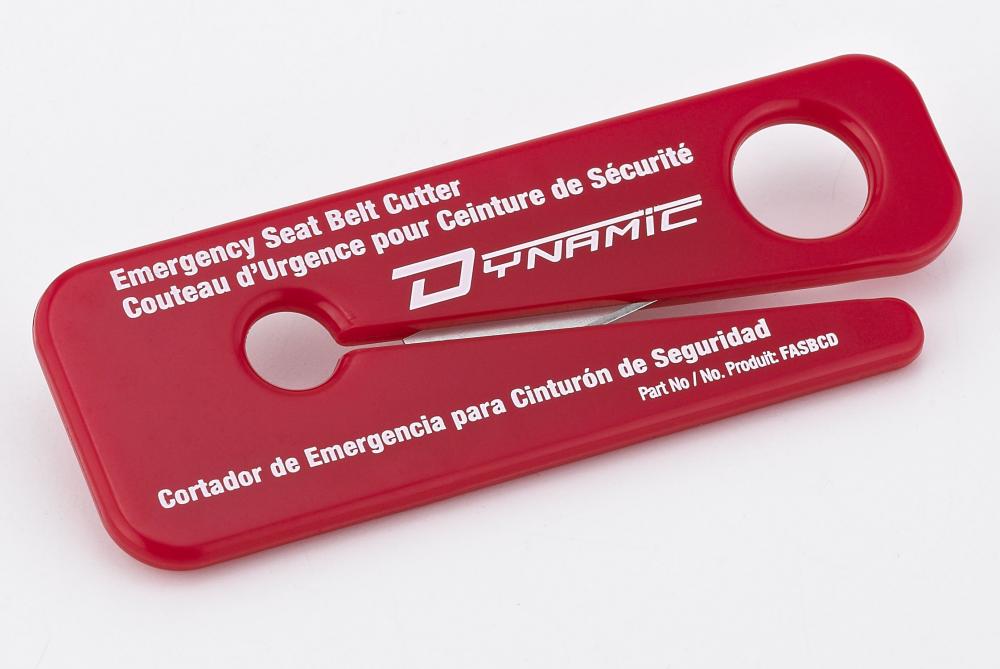 Emergency Seat Belt Cutter
Couteau d'Urgence pour Ceinture de Sécurité
DYNAMiC
Cortador de Emergencia para Cinturón de Seguridad
Part No / No. Produit: FASBCD